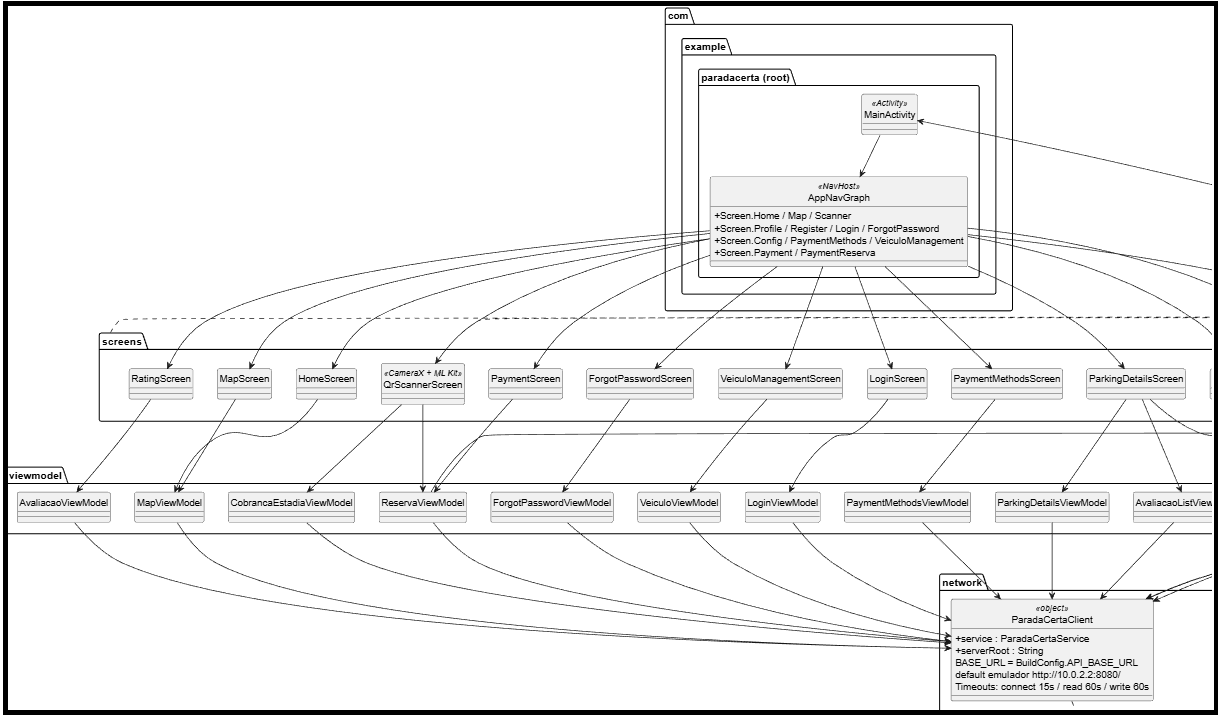 com
example
paradacerta (root)
«Activity»
MainActivity
«NavHost»
AppNavGraph
+Screen.Home / Map / Scanner
+Screen.Profile / Register / Login / ForgotPassword
+Screen.Config / PaymentMethods / VeiculoManagement
+Screen.Payment / PaymentReserva
screens
RatingScreen
MapScreen
HomeScreen
«CameraX + ML Kit»
QrScannerScreen
PaymentScreen
ForgotPasswordScreen
VeiculoManagementScreen
LoginScreen
PaymentMethodsScreen
ParkingDetailsScreen
viewmodel
AvaliacaoViewModel
MapViewModel
CobrancaEstadiaViewModel
ReservaViewModel
ForgotPasswordViewModel
VeiculoViewModel
LoginViewModel
PaymentMethodsViewModel
ParkingDetailsViewModel
AvaliacaoListView
network
«object»
ParadaCertaClient
+service : ParadaCertaService
+serverRoot : String
BASE_URL = BuildConfig.API_BASE_URL
default emulador http://10.0.2.2:8080/
Timeouts: connect 15s / read 60s / write 60s